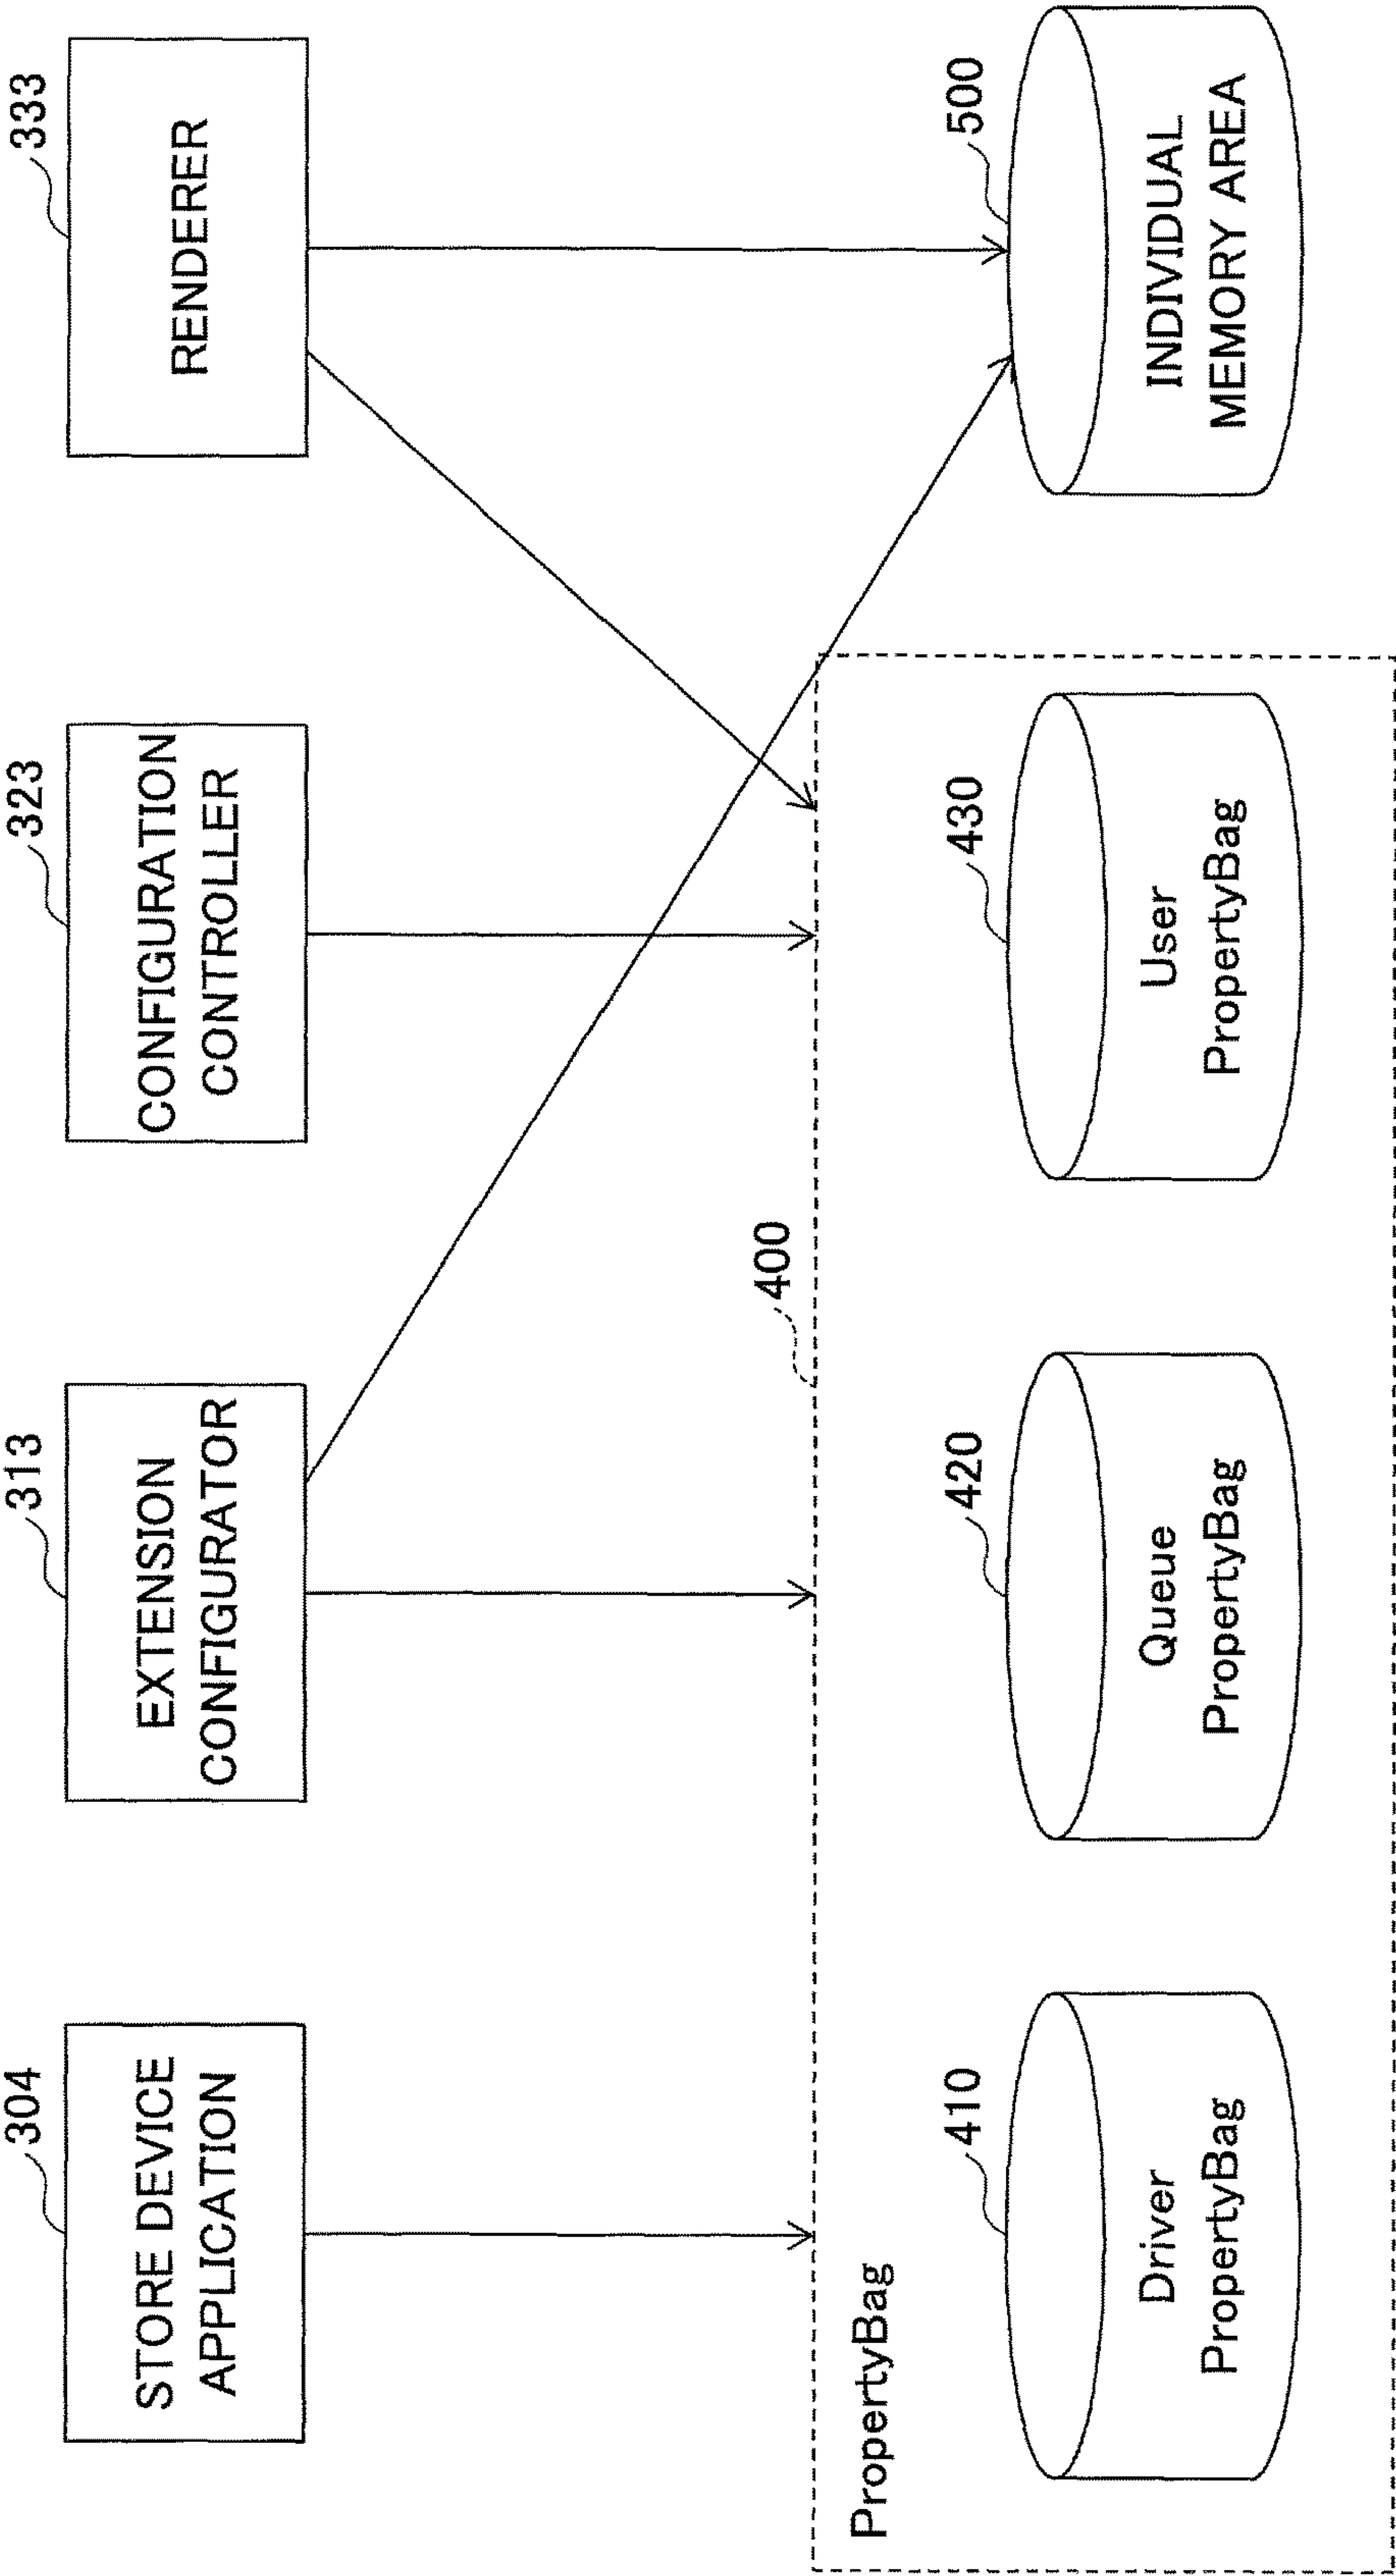 304
STORE DEVICE
APPLICATION
313
EXTENSION
CONFIGURATOR
323
CONFIGURATION
CONTROLLER
333
RENDERER
400
PropertyBag
410
Driver
PropertyBag
420
Queue
PropertyBag
430
User
PropertyBag
500
INDIVIDUAL
MEMORY AREA